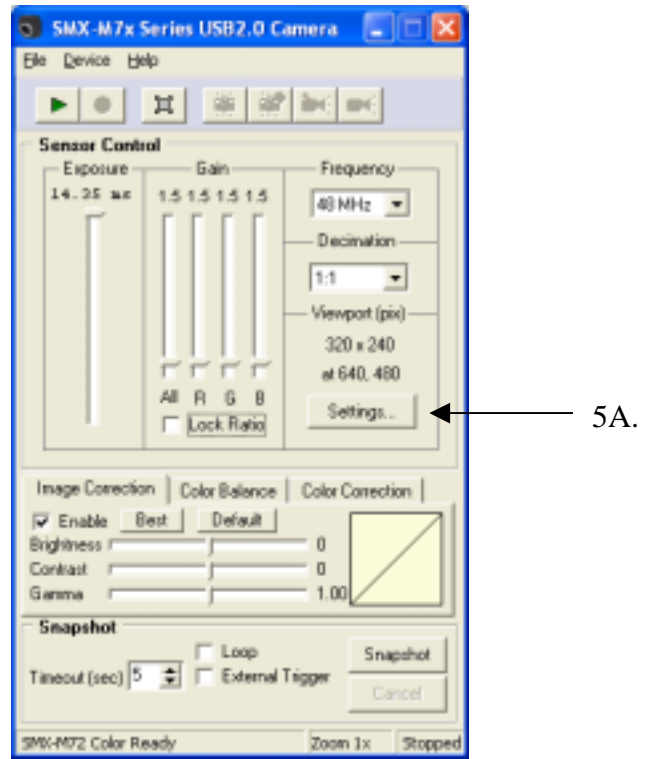 SMX-M7x Series USB2.0 Camera
File Device Help
Sensor Control
Exposure Gain Frequency
14.35 ms 1.5 1.5 1.5 1.5
48 MHz
Decimation
1:1
Viewport (pix)
320 x 240
at 640, 480
All R G B
Settings... 5A.
Lock Ratio
Image Correction Color Balance Color Correction
Enable Best Default
Brightness 0
Contrast 0
Gamma 1.00
Snapshot
Loop Snapshot
Timeout (sec) 5 External Trigger
Cancel
SMX-M72 Color Ready Zoom 1x Stopped